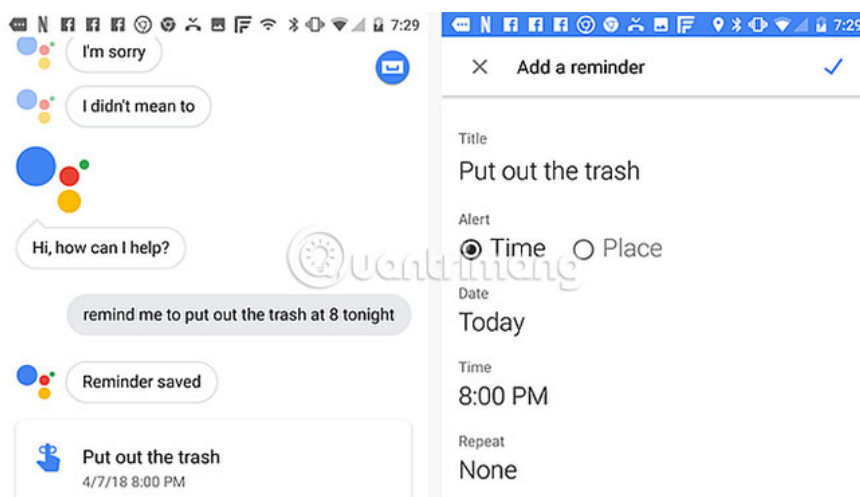 7:29
I'm sorry
I didn't mean to
Hi, how can I help?
remind me to put out the trash at 8 tonight
Reminder saved
Put out the trash
4/7/18 8:00 PM
7:29
Add a reminder
Title
Put out the trash
Alert
Time Place
Date
Today
Time
8:00 PM
Repeat
None
Quantrimang